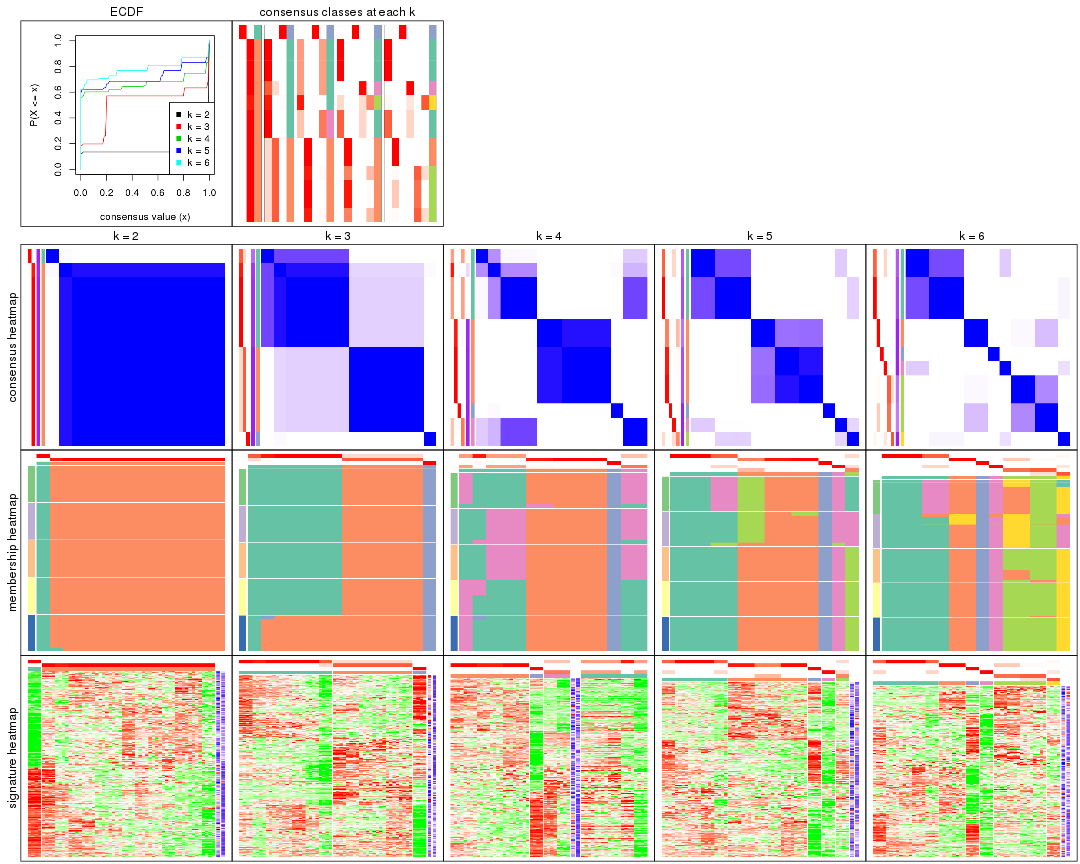 ECDF
consensus classes at each k
P(X <= x)
0.0 0.2 0.4 0.6 0.8 1.0
k = 2
k = 3
k = 4
k = 5
k = 6
0.0 0.2 0.4 0.6 0.8 1.0
consensus value (x)
k = 2
k = 3
k = 4
k = 5
k = 6
consensus heatmap
membership heatmap
signature heatmap